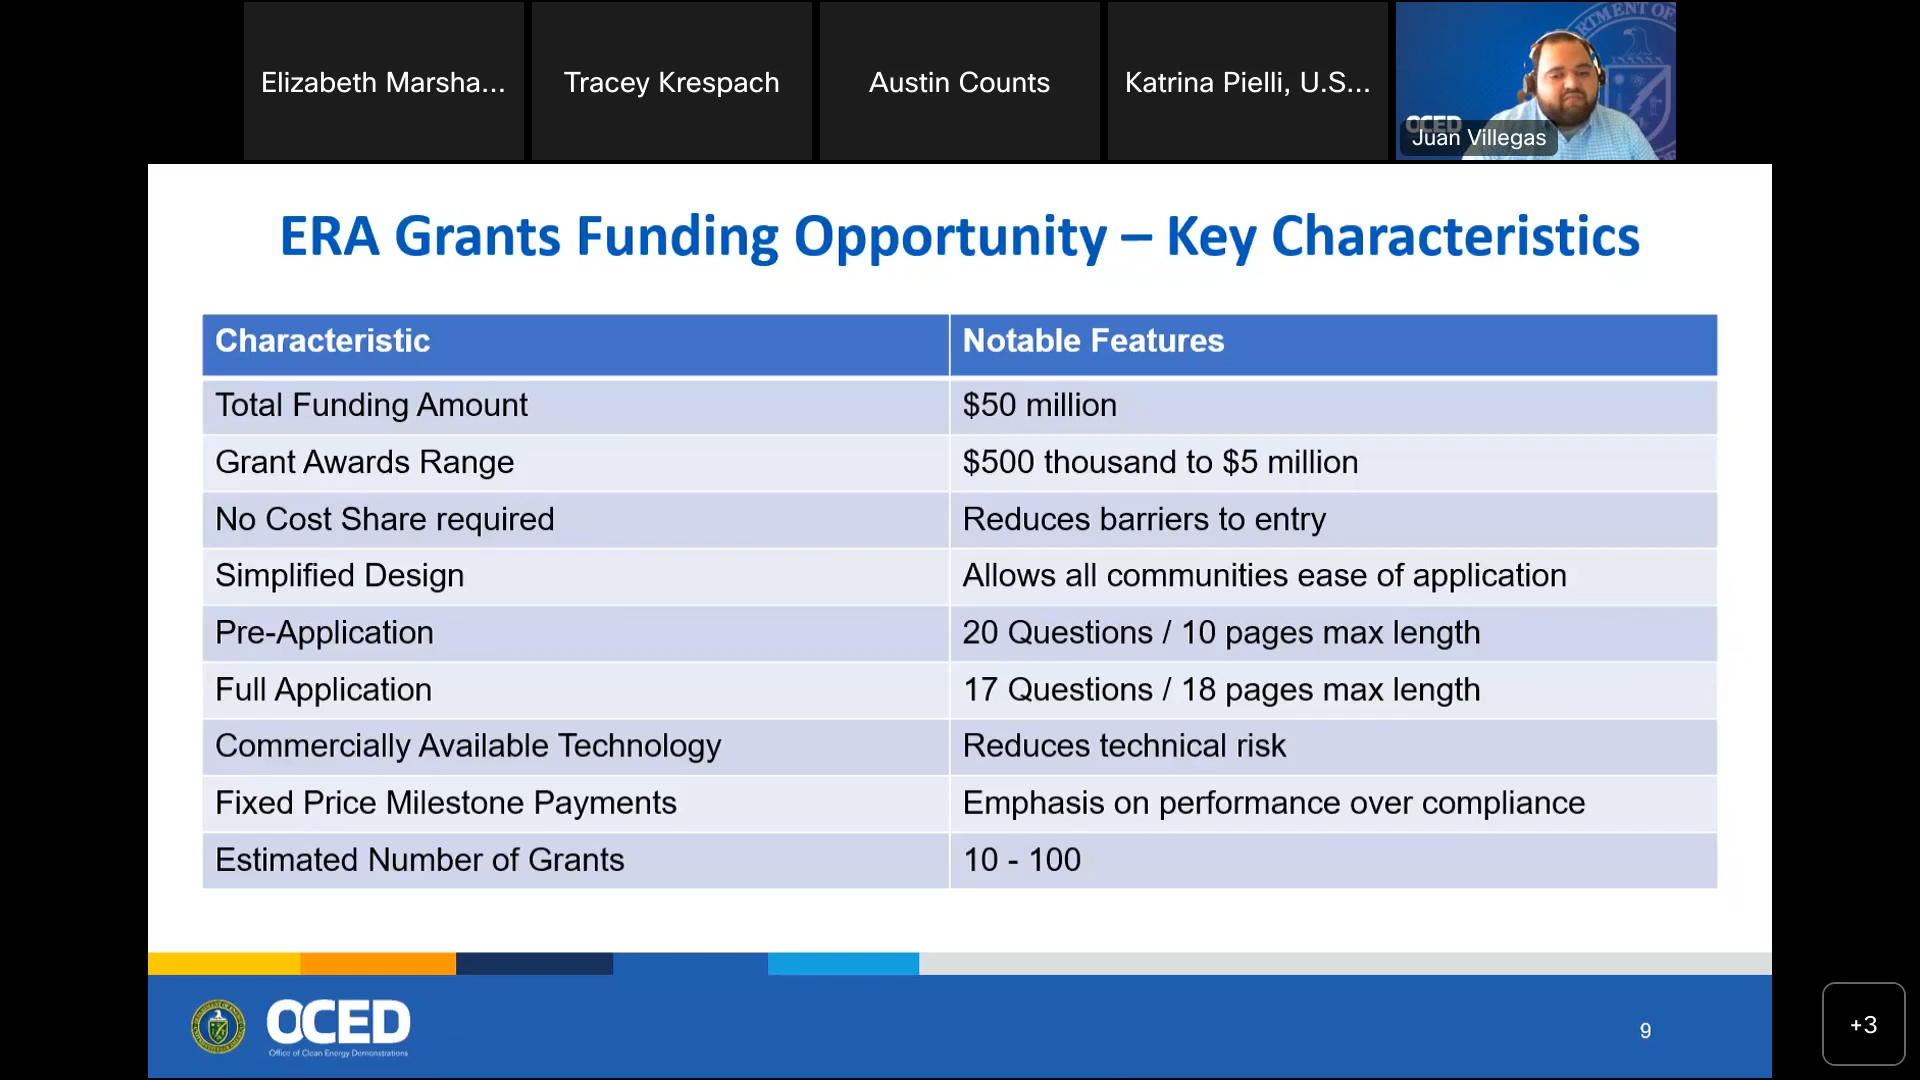 Elizabeth Marsha...
Tracey Krespach
Austin Counts
Katrina Pielli, U.S...
RTMENT OF
OCED
Juan Villegas
ERA Grants Funding Opportunity – Key Characteristics
Characteristic Notable Features
Total Funding Amount $50 million
Grant Awards Range $500 thousand to $5 million
No Cost Share required Reduces barriers to entry
Simplified Design Allows all communities ease of application
Pre-Application 20 Questions / 10 pages max length
Full Application 17 Questions / 18 pages max length
Commercially Available Technology Reduces technical risk
Fixed Price Milestone Payments Emphasis on performance over compliance
Estimated Number of Grants 10 - 100
OCED
Office of Clean Energy Demonstrations
9
+3